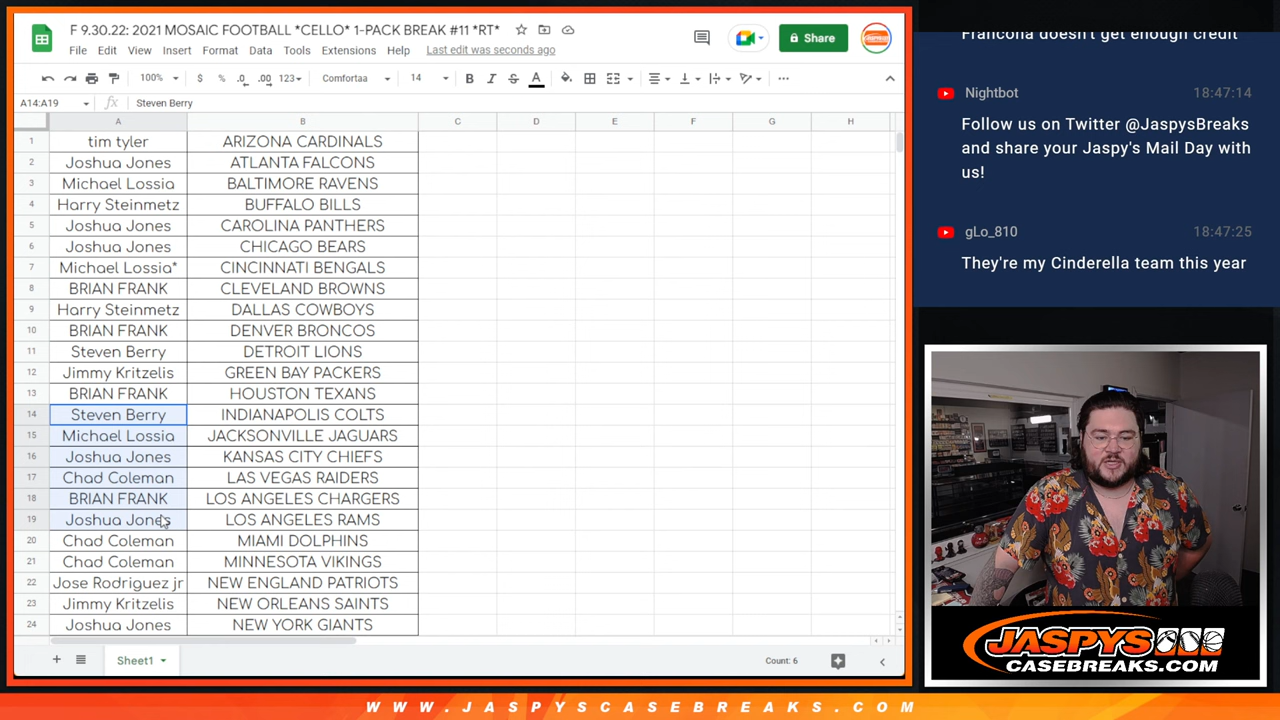 F 9.30.22: 2021 MOSAIC FOOTBALL *CELLO* 1-PACK BREAK #11 *RT*
File Edit View Insert Format Data Tools Extensions Help Last edit was seconds ago
Share
100% $ % .0 .00 123 Comfortaa 14 B I S A
A14:A19 fx Steven Berry
A B C D E F G H
1 tim tyler ARIZONA CARDINALS
2 Joshua Jones ATLANTA FALCONS
3 Michael Lossia BALTIMORE RAVENS
4 Harry Steinmetz BUFFALO BILLS
5 Joshua Jones CAROLINA PANTHERS
6 Joshua Jones CHICAGO BEARS
7 Michael Lossia* CINCINNATI BENGALS
8 BRIAN FRANK CLEVELAND BROWNS
9 Harry Steinmetz DALLAS COWBOYS
10 BRIAN FRANK DENVER BRONCOS
11 Steven Berry DETROIT LIONS
12 Jimmy Kritzelis GREEN BAY PACKERS
13 BRIAN FRANK HOUSTON TEXANS
14 Steven Berry INDIANAPOLIS COLTS
15 Michael Lossia JACKSONVILLE JAGUARS
16 Joshua Jones KANSAS CITY CHIEFS
17 Chad Coleman LAS VEGAS RAIDERS
18 BRIAN FRANK LOS ANGELES CHARGERS
19 Joshua Jones LOS ANGELES RAMS
20 Chad Coleman MIAMI DOLPHINS
21 Chad Coleman MINNESOTA VIKINGS
22 Jose Rodriguez jr NEW ENGLAND PATRIOTS
23 Jimmy Kritzelis NEW ORLEANS SAINTS
24 Joshua Jones NEW YORK GIANTS
Sheet1
Count: 6
Francona doesn't get enough credit
Nightbot 18:47:14
Follow us on Twitter @JaspysBreaks
and share your Jaspy's Mail Day with
us!
gLo_810 18:47:25
They're my Cinderella team this year
JASPYS
CASEBREAKS.COM
WWW.JASPYSCASEBREAKS.COM